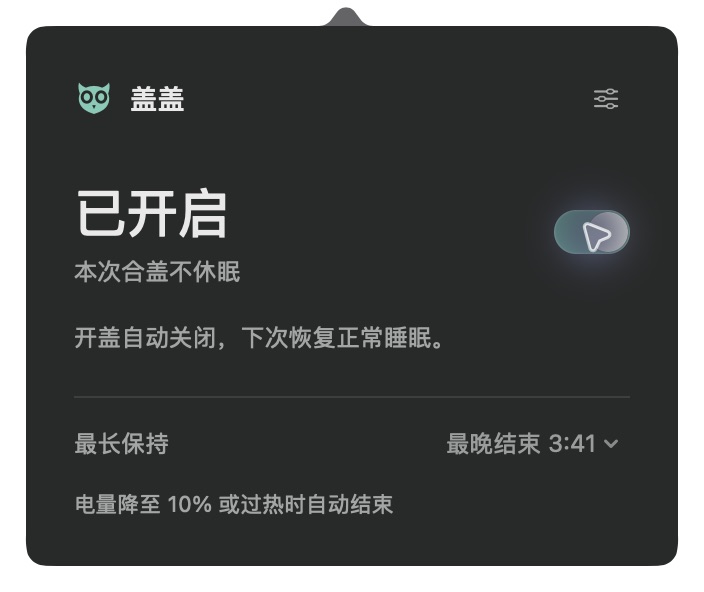 盖盖
已开启
本次合盖不休眠
开盖自动关闭，下次恢复正常睡眠。
最长保持
最晚结束 3:41
电量降至 10% 或过热时自动结束